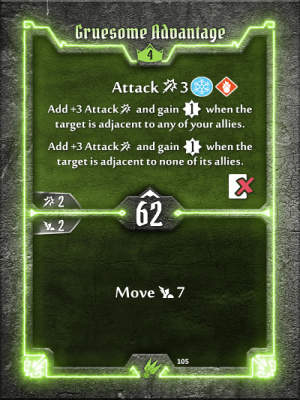 Gruesome Advantage
4
Attack 3
Add +3 Attack and gain 1 when the
target is adjacent to any of your allies.
Add +3 Attack and gain 1 when the
target is adjacent to none of its allies.
2
62
2
Move 7
105